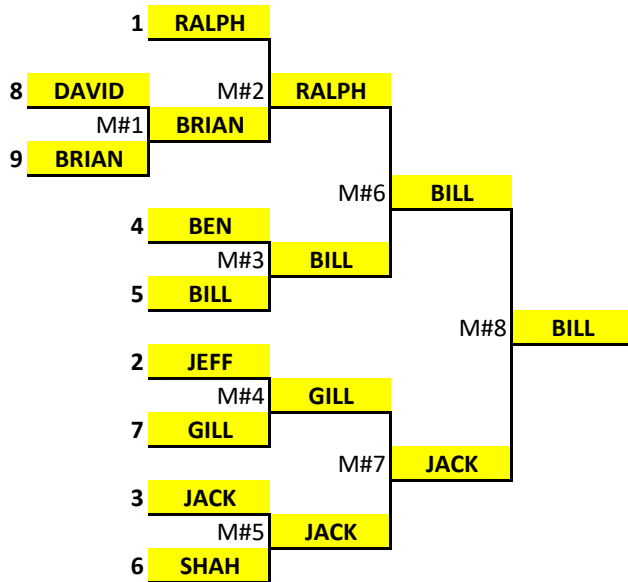 1 RALPH
8 DAVID M#2 RALPH
M#1 BRIAN
9 BRIAN
M#6 BILL
4 BEN
M#3 BILL
5 BILL
M#8 BILL
2 JEFF
M#4 GILL
7 GILL
M#7 JACK
3 JACK
M#5 JACK
6 SHAH